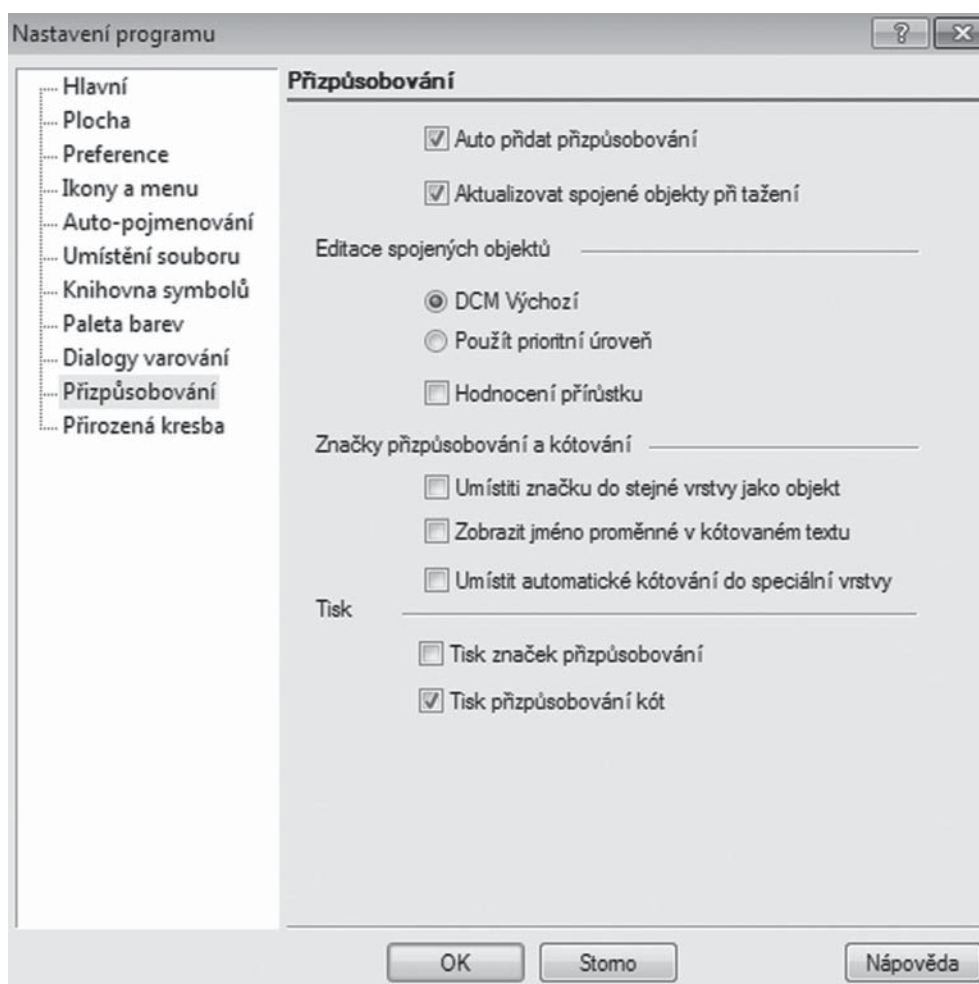 Nastavení programu
Hlavní
Plocha
Preference
Ikony a menu
Auto-pojmenování
Umístění souboru
Knihovna symbolů
Paleta barev
Dialogy varování
Přizpůsobování
Přirozená kresba
Přizpůsobování
Auto přidat přizpůsobování
Aktualizovat spojené objekty při tažení
Editace spojených objektů
DCM Výchozí
Použít prioritní úroveň
Hodnocení přírůstku
Značky přizpůsobování a kótování
Umístiti značku do stejné vrstvy jako objekt
Zobrazit jméno proměnné v kótovaném textu
Umístit automatické kótování do speciální vrstvy
Tisk
Tisk značek přizpůsobování
Tisk přizpůsobování kót
OK
Storno
Nápověda